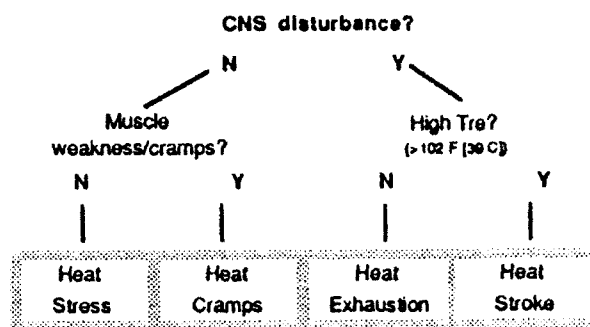 CNS disturbance?
N Y
Muscle High Tre?
weakness/cramps? (>102 F [39 C])
N Y N Y
Heat Heat Heat Heat
Stress Cramps Exhaustion Stroke